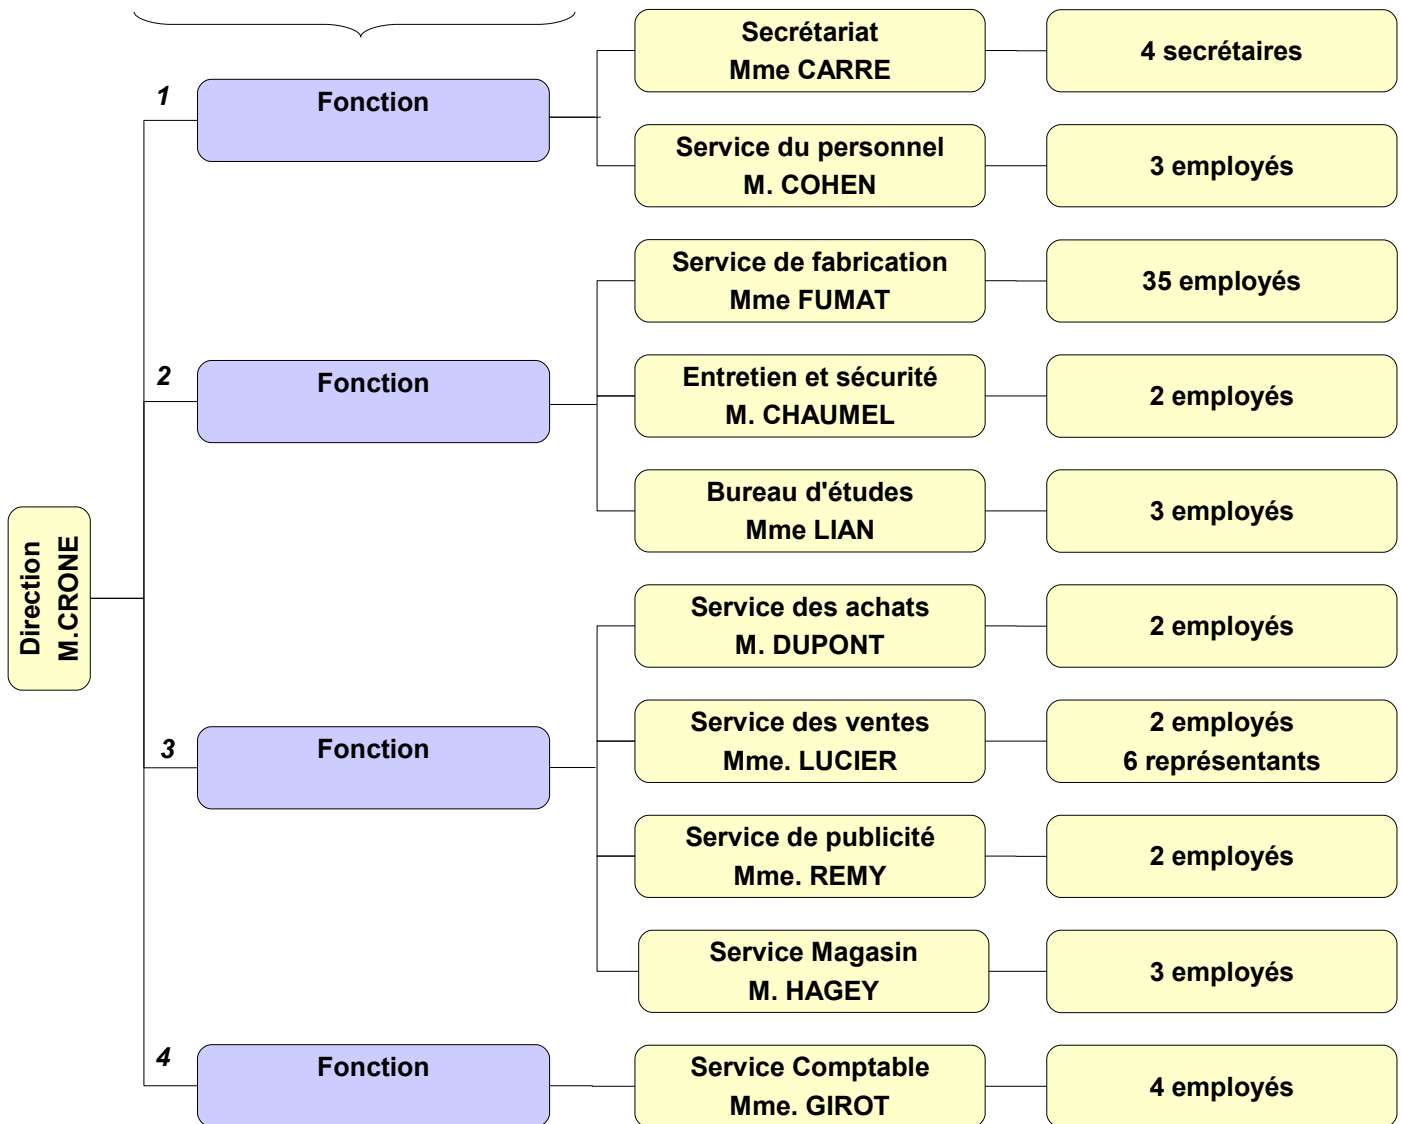 Secrétariat
Mme CARRE
4 secrétaires
1
Fonction
Service du personnel
M. COHEN
3 employés
Service de fabrication
Mme FUMAT
35 employés
2
Fonction
Entretien et sécurité
M. CHAUMEL
2 employés
Bureau d'études
Mme LIAN
3 employés
Direction
M.CRONE
Service des achats
M. DUPONT
2 employés
3
Fonction
Service des ventes
Mme. LUCIER
2 employés
6 représentants
Service de publicité
Mme. REMY
2 employés
Service Magasin
M. HAGEY
3 employés
4
Fonction
Service Comptable
Mme. GIROT
4 employés